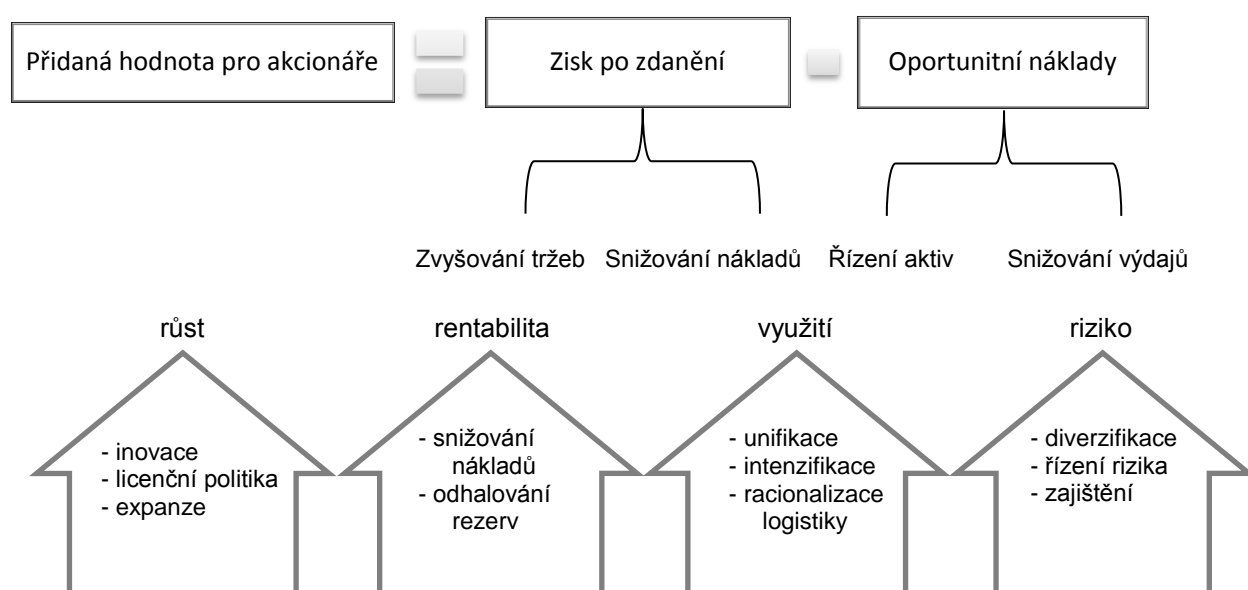 Přidaná hodnota pro akcionáře
Zisk po zdanění
Oportunitní náklady
Zvyšování tržeb
Snižování nákladů
Řízení aktiv
Snižování výdajů
růst
rentabilita
využití
riziko
- inovace
- licenční politika
- expanze
- snižování
nákladů
- odhalování
rezerv
- unifikace
- intenzifikace
- racionalizace
logistiky
- diverzifikace
- řízení rizika
- zajištění